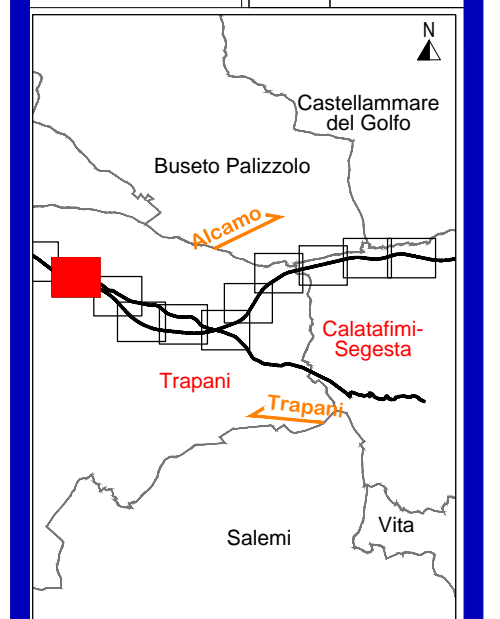 N
Castellammare
del Golfo
Buseto Palizzolo
Alcamo
Calatafimi-
Segesta
Trapani
Trapani
Vita
Salemi